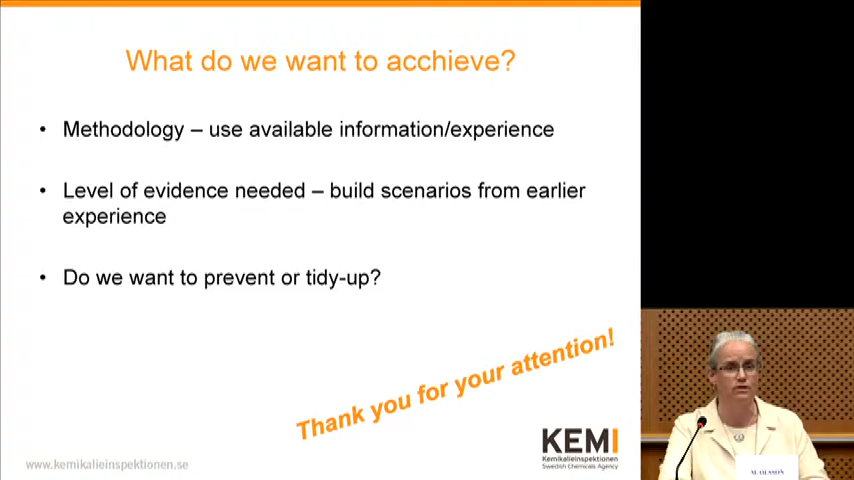 What do we want to acchieve?
• Methodology – use available information/experience
• Level of evidence needed – build scenarios from earlier
experience
• Do we want to prevent or tidy-up?
Thank you for your attention!
KEMI
Kemikalieinspektionen
Swedish Chemicals Agency
www.kemikalieinspektionen.se
M. OLSSON